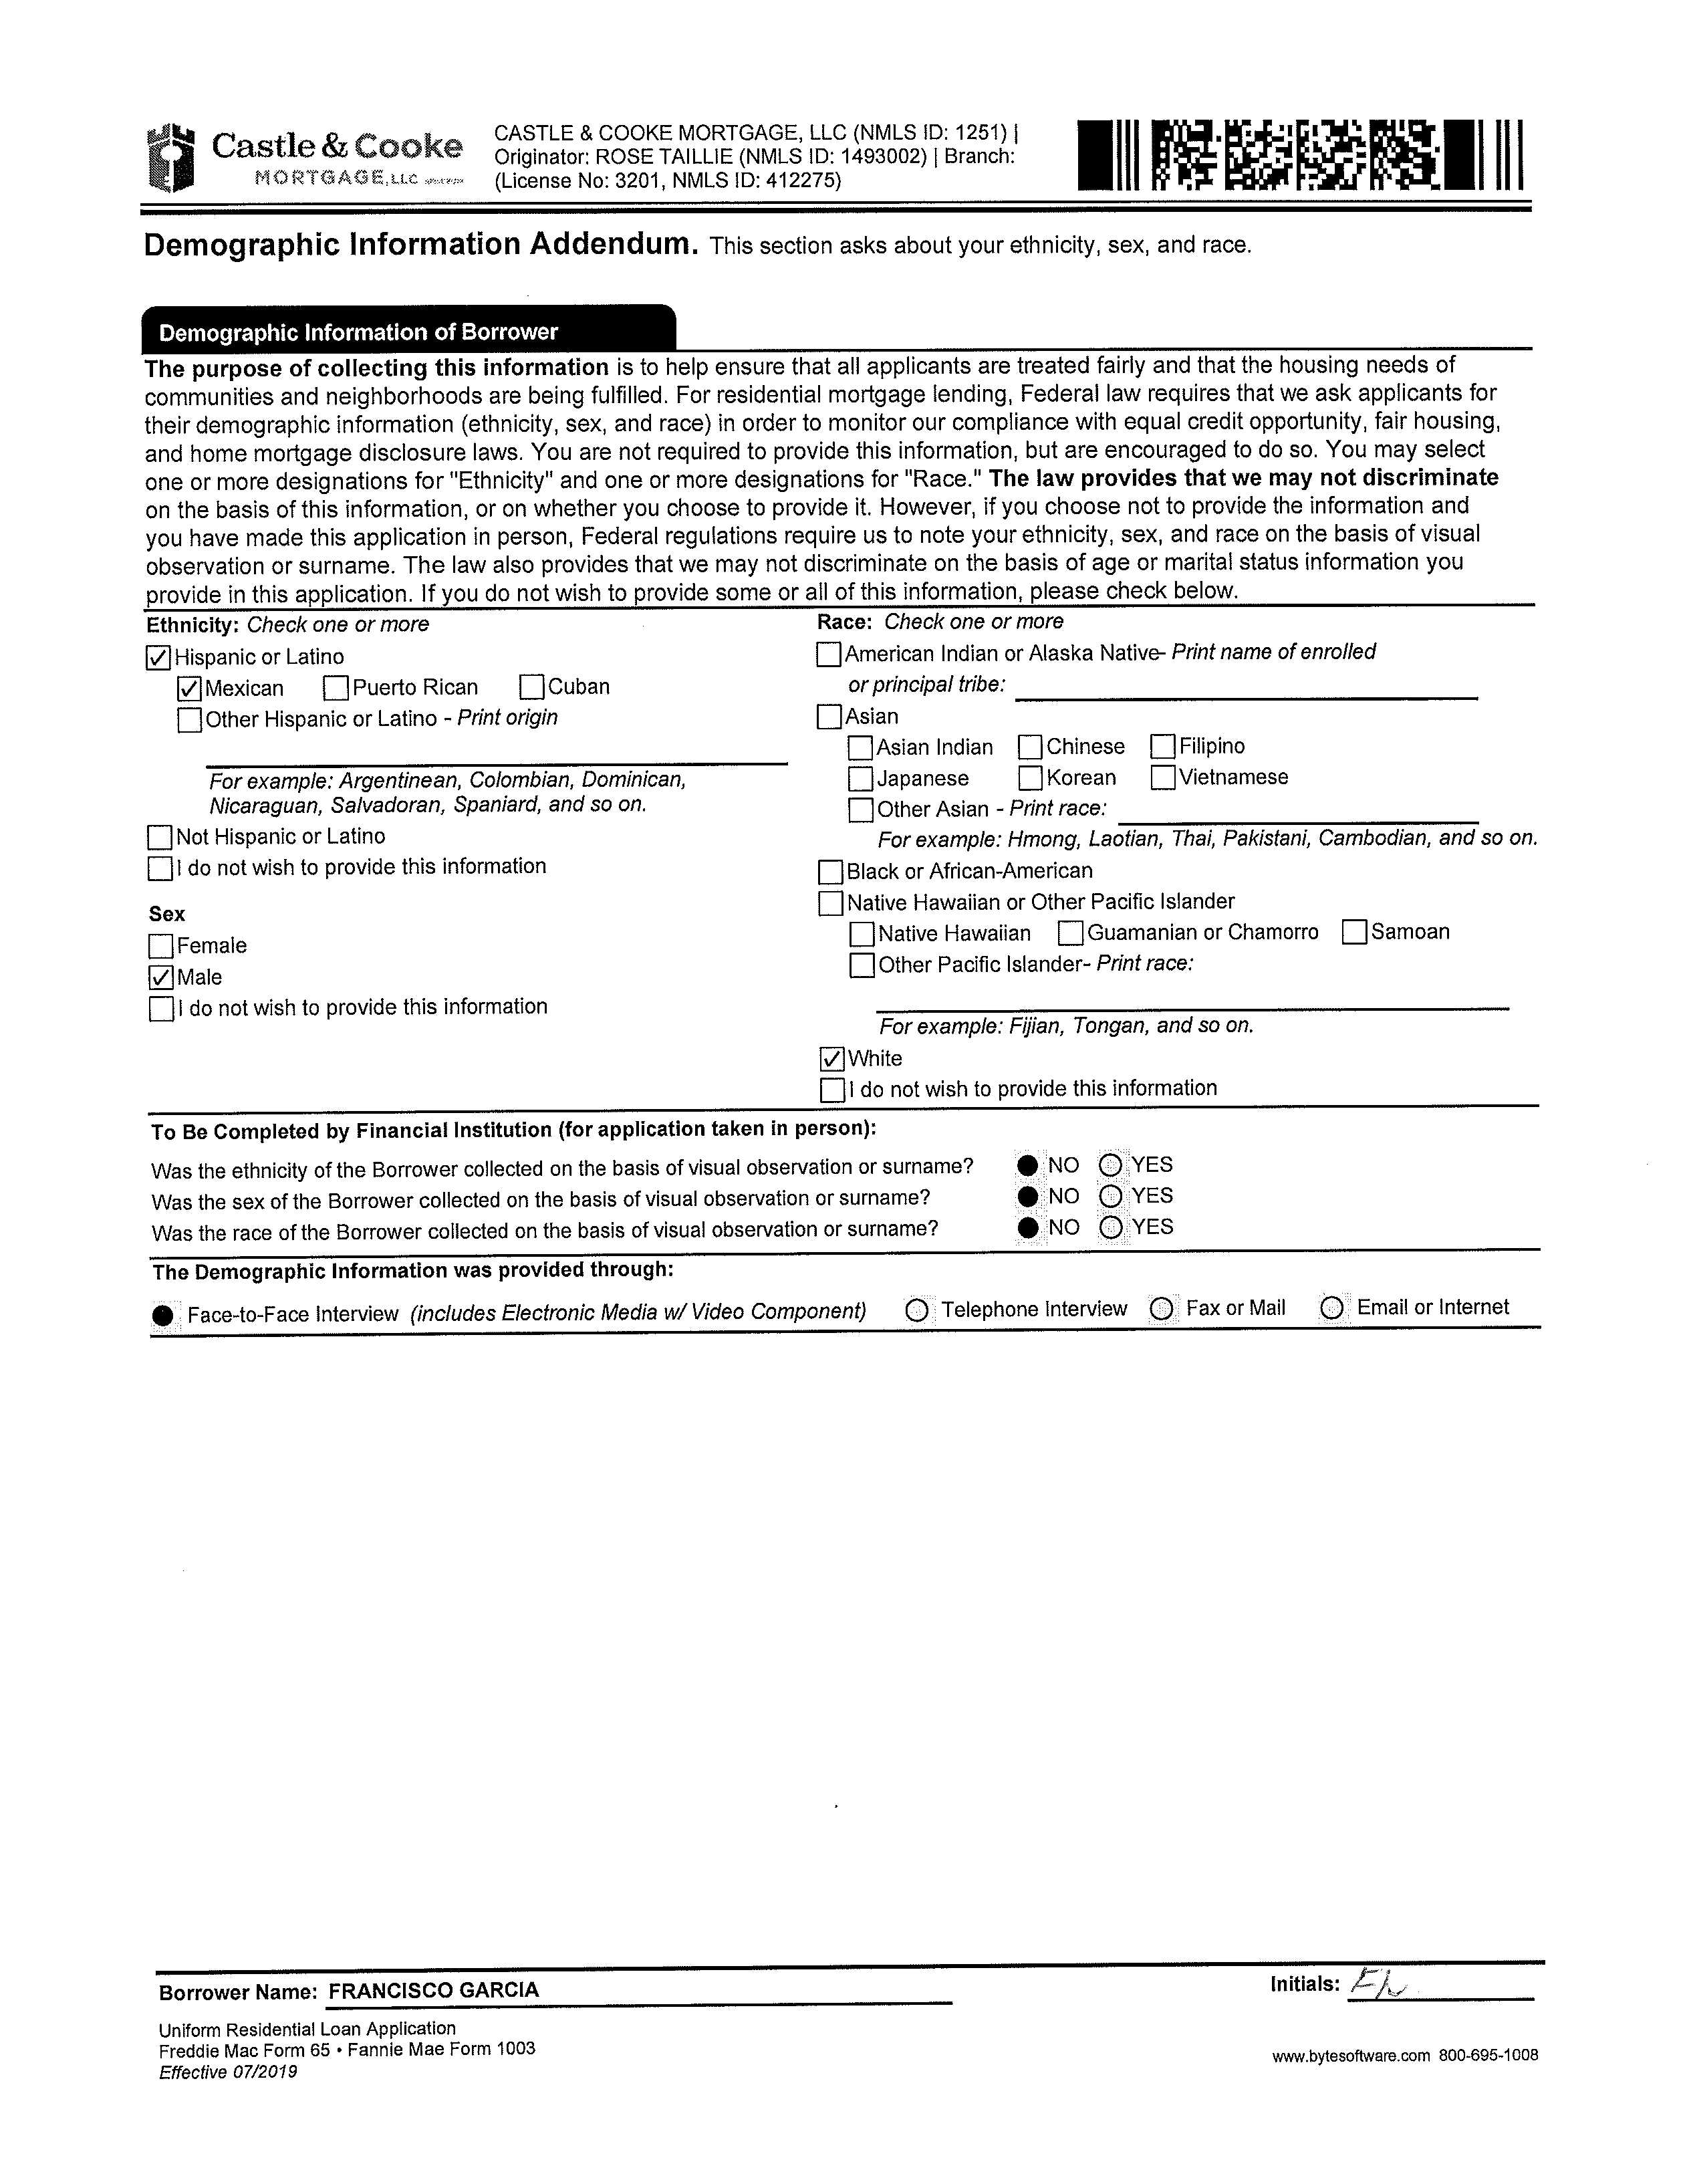 Castle & Cooke
MORTGAGE, LLC
CASTLE & COOKE MORTGAGE, LLC (NMLS ID: 1251) |
Originator: ROSE TAILLIE (NMLS ID: 1493002) | Branch:
(License No: 3201, NMLS ID: 412275)
Demographic Information Addendum. This section asks about your ethnicity, sex, and race.
Demographic Information of Borrower
The purpose of collecting this information is to help ensure that all applicants are treated fairly and that the housing needs of
communities and neighborhoods are being fulfilled. For residential mortgage lending, Federal law requires that we ask applicants for
their demographic information (ethnicity, sex, and race) in order to monitor our compliance with equal credit opportunity, fair housing,
and home mortgage disclosure laws. You are not required to provide this information, but are encouraged to do so. You may select
one or more designations for "Ethnicity" and one or more designations for "Race." The law provides that we may not discriminate
on the basis of this information, or on whether you choose to provide it. However, if you choose not to provide the information and
you have made this application in person, Federal regulations require us to note your ethnicity, sex, and race on the basis of visual
observation or surname. The law also provides that we may not discriminate on the basis of age or marital status information you
provide in this application. If you do not wish to provide some or all of this information, please check below.
Ethnicity: Check one or more
Hispanic or Latino
Mexican Puerto Rican Cuban
Other Hispanic or Latino - Print origin
For example: Argentinean, Colombian, Dominican,
Nicaraguan, Salvadoran, Spaniard, and so on.
Not Hispanic or Latino
I do not wish to provide this information
Sex
Female
Male
I do not wish to provide this information
Race: Check one or more
American Indian or Alaska Native- Print name of enrolled
or principal tribe:
Asian
Asian Indian Chinese Filipino
Japanese Korean Vietnamese
Other Asian - Print race:
For example: Hmong, Laotian, Thai, Pakistani, Cambodian, and so on.
Black or African-American
Native Hawaiian or Other Pacific Islander
Native Hawaiian Guamanian or Chamorro Samoan
Other Pacific Islander- Print race:
For example: Fijian, Tongan, and so on.
White
I do not wish to provide this information
To Be Completed by Financial Institution (for application taken in person):
Was the ethnicity of the Borrower collected on the basis of visual observation or surname? NO YES
Was the sex of the Borrower collected on the basis of visual observation or surname? NO YES
Was the race of the Borrower collected on the basis of visual observation or surname? NO YES
The Demographic Information was provided through:
Face-to-Face Interview (includes Electronic Media w/ Video Component) Telephone Interview Fax or Mail Email or Internet
Borrower Name: FRANCISCO GARCIA
Initials:
Uniform Residential Loan Application
Freddie Mac Form 65 • Fannie Mae Form 1003
Effective 07/2019
www.bytesoftware.com 800-695-1008